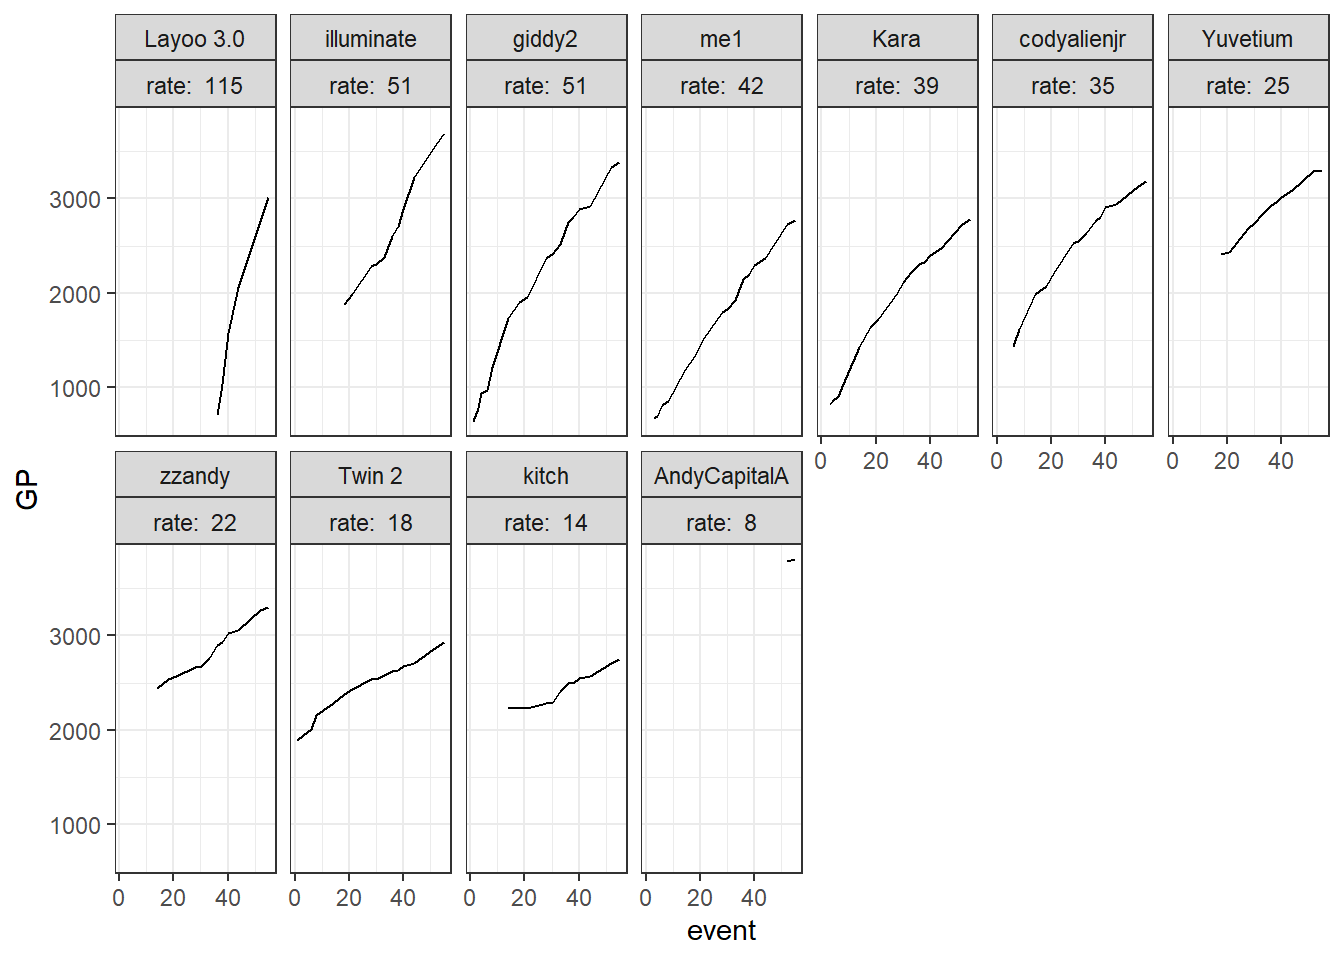 Layoo 3.0 illuminate giddy2 me1 Kara codyalienjr Yuvetium
rate: 115 rate: 51 rate: 51 rate: 42 rate: 39 rate: 35 rate: 25
3000
2000
1000
0 20 40 0 20 40 0 20 40
zzandy Twin 2 kitch AndyCapitalA
rate: 22 rate: 18 rate: 14 rate: 8
GP
3000
2000
1000
0 20 40 0 20 40 0 20 40 0 20 40
event